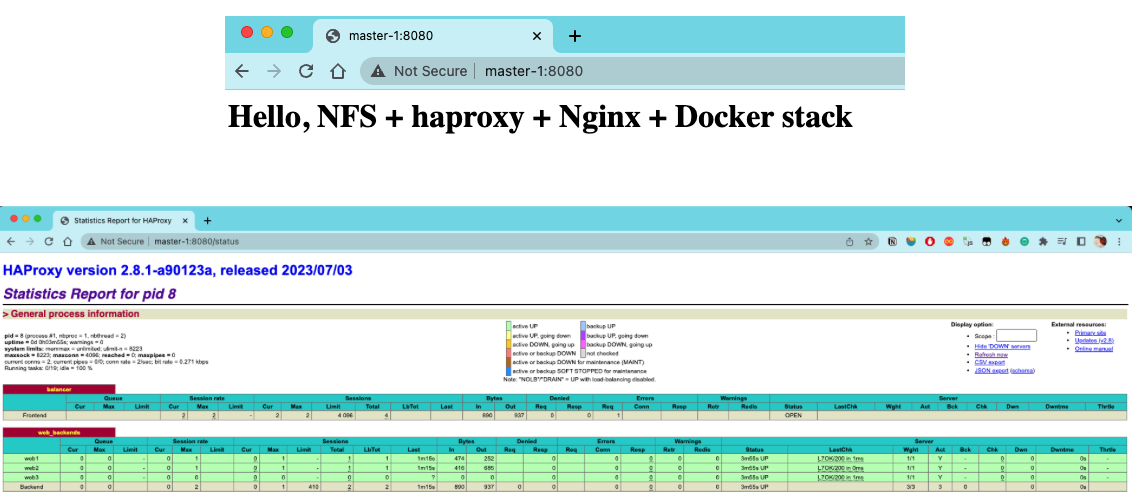 master-1:8080
Not Secure master-1:8080
Hello, NFS + haproxy + Nginx + Docker stack
Statistics Report for HAProxy
Not Secure master-1:8080/status
HAProxy version 2.8.1-a90123a, released 2023/07/03
Statistics Report for pid 8
> General process information
pid = 8 (process #1, nbproc = 1, nbthread = 2)
uptime = 0d 0h03m55s; warnings = 0
system limits: memmax = unlimited; ulimit-n = 8223
maxsock = 8223; maxconn = 4096; reached = 0; maxpipes = 0
current conns = 2; current pipes = 0/0; conn rate = 2/sec; bit rate = 0.271 kbps
Running tasks: 0/19; idle = 100 %
active UP backup UP
active UP, going down backup UP, going down
active DOWN, going up backup DOWN, going up
active or backup DOWN not checked
active or backup DOWN for maintenance (MAINT)
active or backup SOFT STOPPED for maintenance
Note: "NOLB"/"DRAIN" = UP with load-balancing disabled.
Display option:
Scope :
Hide 'DOWN' servers
Refresh now
CSV export
JSON export (schema)
External resources:
Primary site
Updates (v2.8)
Online manual
balancer
Queue Session rate Sessions Bytes Denied Errors Warnings Server
Cur Max Limit Cur Max Limit Cur Max Limit Total LbTot Last In Out Req Resp Req Conn Resp Retr Redis Status LastChk Wght Act Bck Chk Dwn Dwntme Thrtle
Frontend 2 2 - 2 2 4 096 4 890 937 0 0 1 OPEN
web_backends
Queue Session rate Sessions Bytes Denied Errors Warnings Server
Cur Max Limit Cur Max Limit Cur Max Limit Total LbTot Last In Out Req Resp Req Conn Resp Retr Redis Status LastChk Wght Act Bck Chk Dwn Dwntme Thrtle
web1 0 0 - 0 1 0 1 - 1 1 1m15s 474 252 0 0 0 0 0 3m55s UP L7OK/200 in 1ms 1/1 Y - 0 0 0s -
web2 0 0 - 0 1 0 1 - 1 1 1m15s 416 685 0 0 0 0 0 3m55s UP L7OK/200 in 0ms 1/1 Y - 0 0 0s -
web3 0 0 - 0 0 0 0 - 0 0 ? 0 0 0 0 0 0 0 3m55s UP L7OK/200 in 1ms 1/1 Y - 0 0 0s -
Backend 0 0 0 2 0 1 410 2 2 1m15s 890 937 0 0 0 0 0 0 3m55s UP 3/3 3 0 0 0s